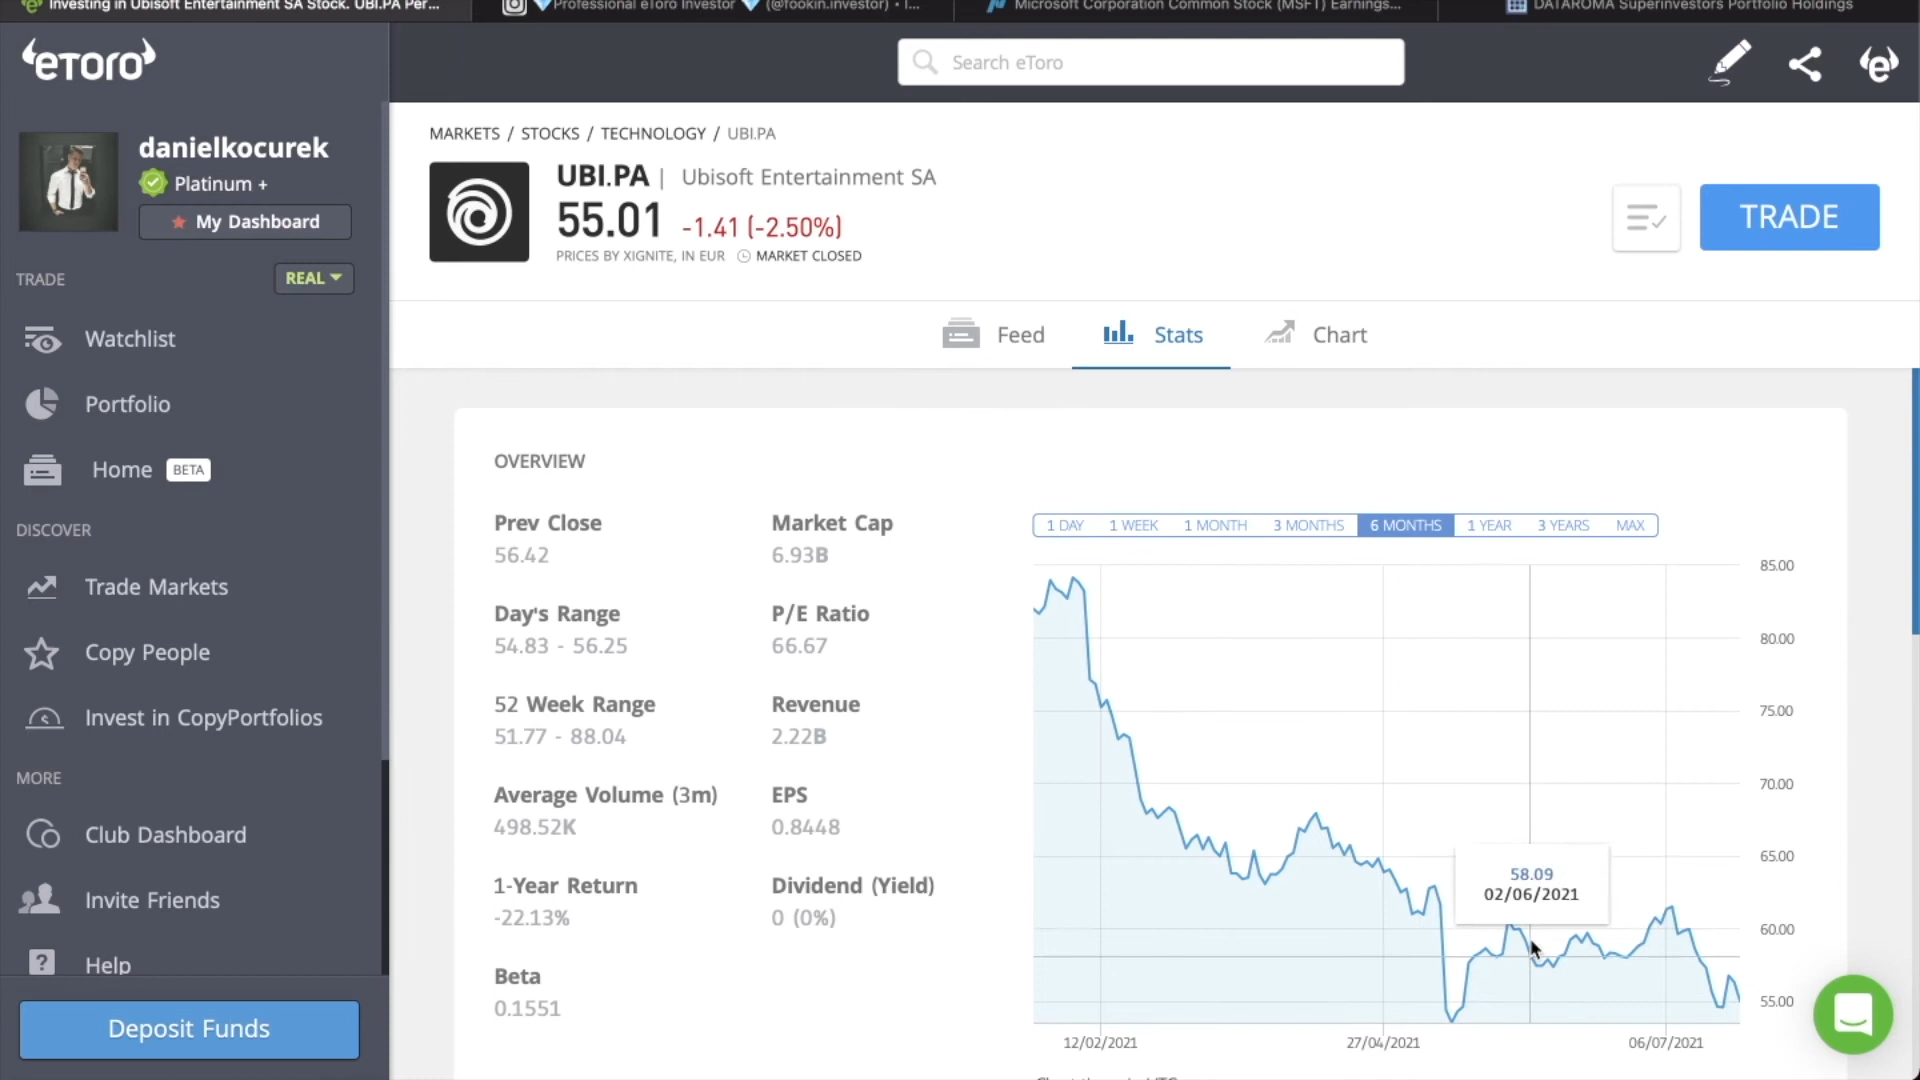 Investing in Ubisoft Entertainment SA Stock. UBI.PA Per...
Professional eToro Investor (@fookin.investor) • I...
Microsoft Corporation Common Stock (MSFT) Earnings...
DATAROMA Superinvestors Portfolio Holdings
eToro
Search eToro
danielkocurek
Platinum +
My Dashboard
TRADE
REAL
Watchlist
Portfolio
Home BETA
DISCOVER
Trade Markets
Copy People
Invest in CopyPortfolios
MORE
Club Dashboard
Invite Friends
Help
Deposit Funds
MARKETS / STOCKS / TECHNOLOGY / UBI.PA
UBI.PA | Ubisoft Entertainment SA
55.01 -1.41 (-2.50%)
PRICES BY XIGNITE, IN EUR MARKET CLOSED
TRADE
Feed
Stats
Chart
OVERVIEW
Prev Close
56.42
Market Cap
6.93B
Day's Range
54.83 - 56.25
P/E Ratio
66.67
52 Week Range
51.77 - 88.04
Revenue
2.22B
Average Volume (3m)
498.52K
EPS
0.8448
1-Year Return
-22.13%
Dividend (Yield)
0 (0%)
Beta
0.1551
1 DAY 1 WEEK 1 MONTH 3 MONTHS 6 MONTHS 1 YEAR 3 YEARS MAX
85.00
80.00
75.00
70.00
65.00
60.00
55.00
58.09
02/06/2021
12/02/2021 27/04/2021 06/07/2021